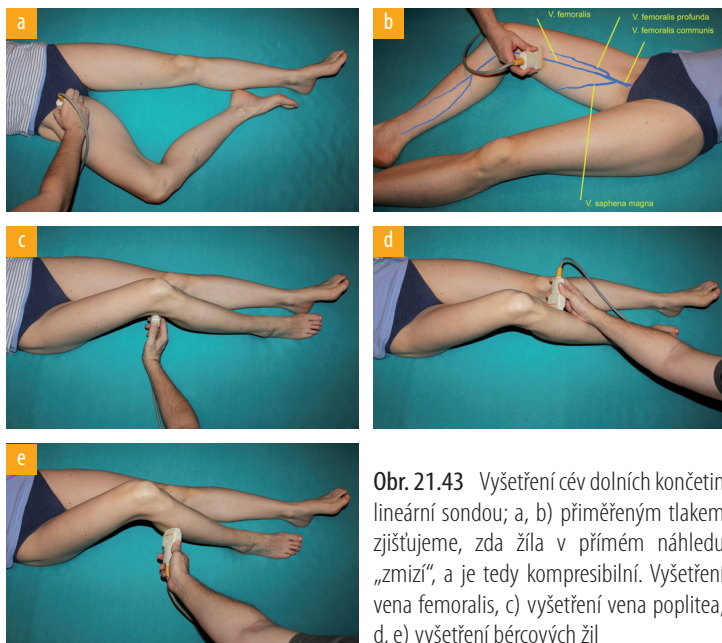 a
b
V. femoralis
V. femoralis profunda
V. femoralis communis
V. saphena magna
c
d
e
Obr. 21.43 Vyšetření cév dolních končetin
lineární sondou; a, b) přiměřeným tlakem
zjišťujeme, zda žíla v přímém náhledu
„zmizí“, a je tedy kompresibilní. Vyšetření
vena femoralis, c) vyšetření vena poplitea,
d, e) vyšetření bércových žil